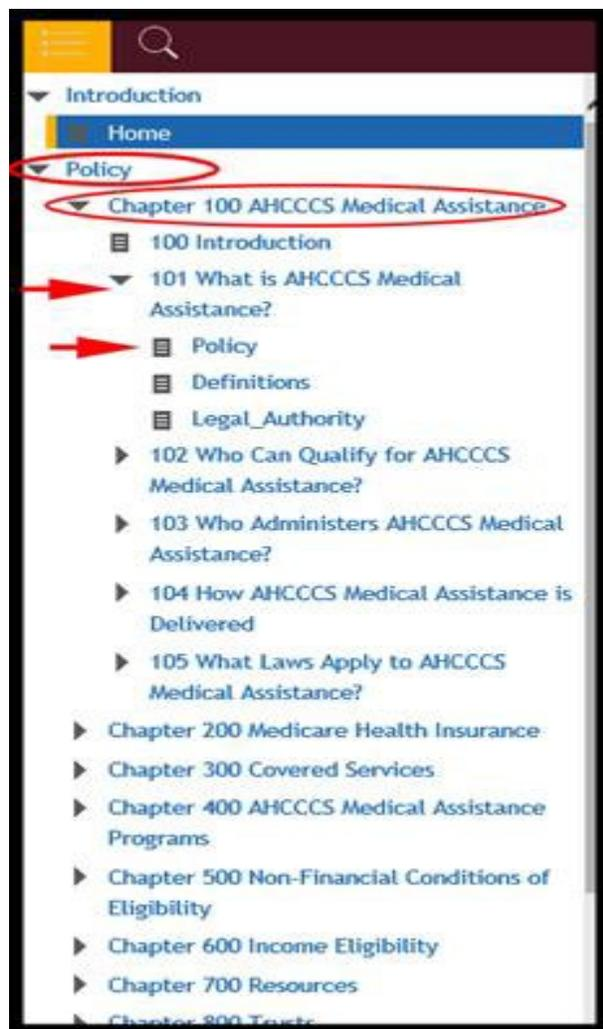 Introduction
Home
Policy
Chapter 100 AHCCCS Medical Assistance
100 Introduction
101 What is AHCCCS Medical
Assistance?
Policy
Definitions
Legal_Authority
102 Who Can Qualify for AHCCCS
Medical Assistance?
103 Who Administers AHCCCS Medical
Assistance?
104 How AHCCCS Medical Assistance is
Delivered
105 What Laws Apply to AHCCCS
Medical Assistance?
Chapter 200 Medicare Health Insurance
Chapter 300 Covered Services
Chapter 400 AHCCCS Medical Assistance
Programs
Chapter 500 Non-Financial Conditions of
Eligibility
Chapter 600 Income Eligibility
Chapter 700 Resources
Chapter 800 Trusts